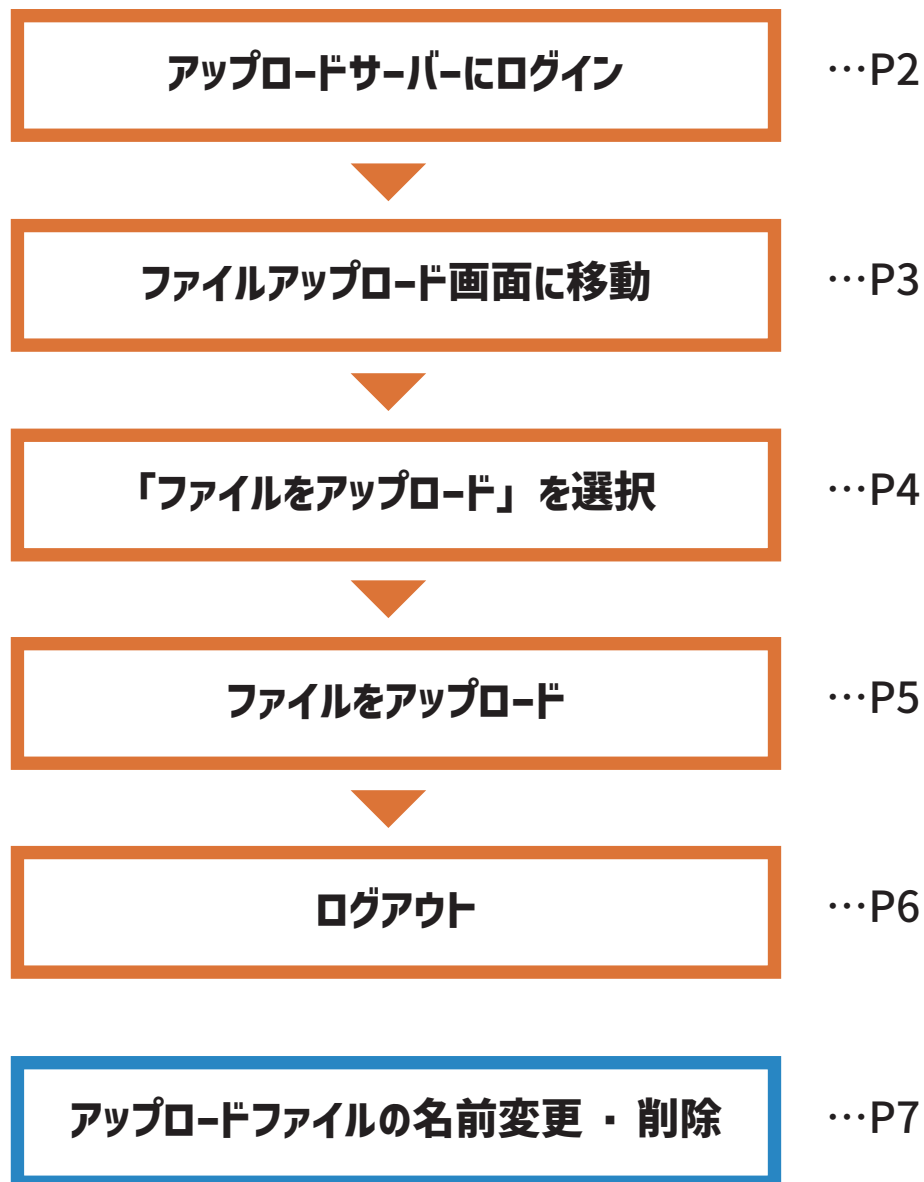 アップロードサーバーにログイン …P2
ファイルアップロード画面に移動 …P3
「ファイルをアップロード」を選択 …P4
ファイルをアップロード …P5
ログアウト …P6
アップロードファイルの名前変更・削除 …P7